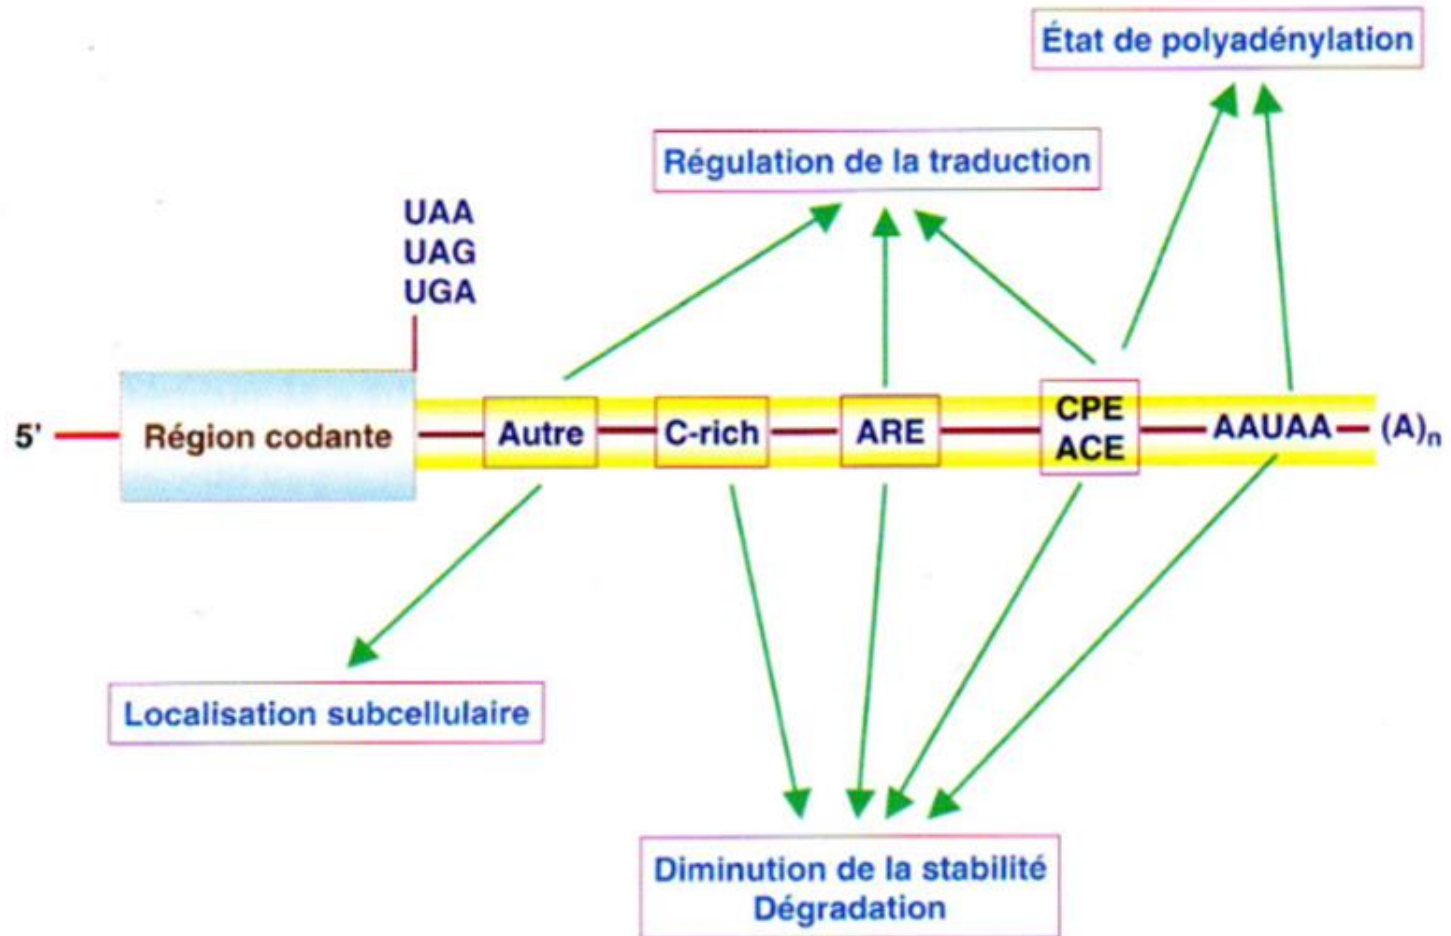 État de polyadénylation
Régulation de la traduction
UAA
UAG
UGA
5' Région codante Autre C-rich ARE CPE ACE AAUAA (A)n
Localisation subcellulaire
Diminution de la stabilité
Dégradation